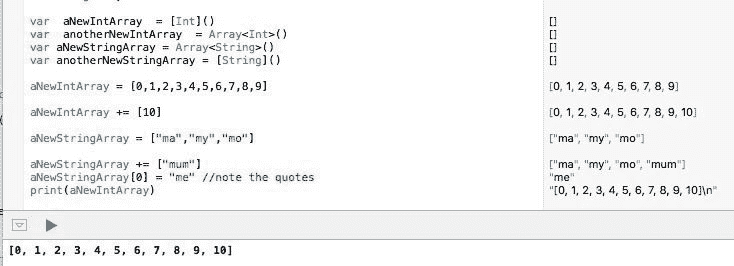 var  aNewIntArray  = [Int]()
var  anotherNewIntArray  = Array<Int>()
var aNewStringArray = Array<String>()
var anotherNewStringArray = [String]()
aNewIntArray = [0,1,2,3,4,5,6,7,8,9]
aNewIntArray += [10]
aNewStringArray = ["ma","my","mo"]
aNewStringArray += ["mum"]
aNewStringArray[0] = "me" //note the quotes
print(aNewIntArray)
[]
[]
[]
[]
[0, 1, 2, 3, 4, 5, 6, 7, 8, 9]
[0, 1, 2, 3, 4, 5, 6, 7, 8, 9, 10]
["ma", "my", "mo"]
["ma", "my", "mo", "mum"]
"me"
"[0, 1, 2, 3, 4, 5, 6, 7, 8, 9, 10]\n"
[0, 1, 2, 3, 4, 5, 6, 7, 8, 9, 10]